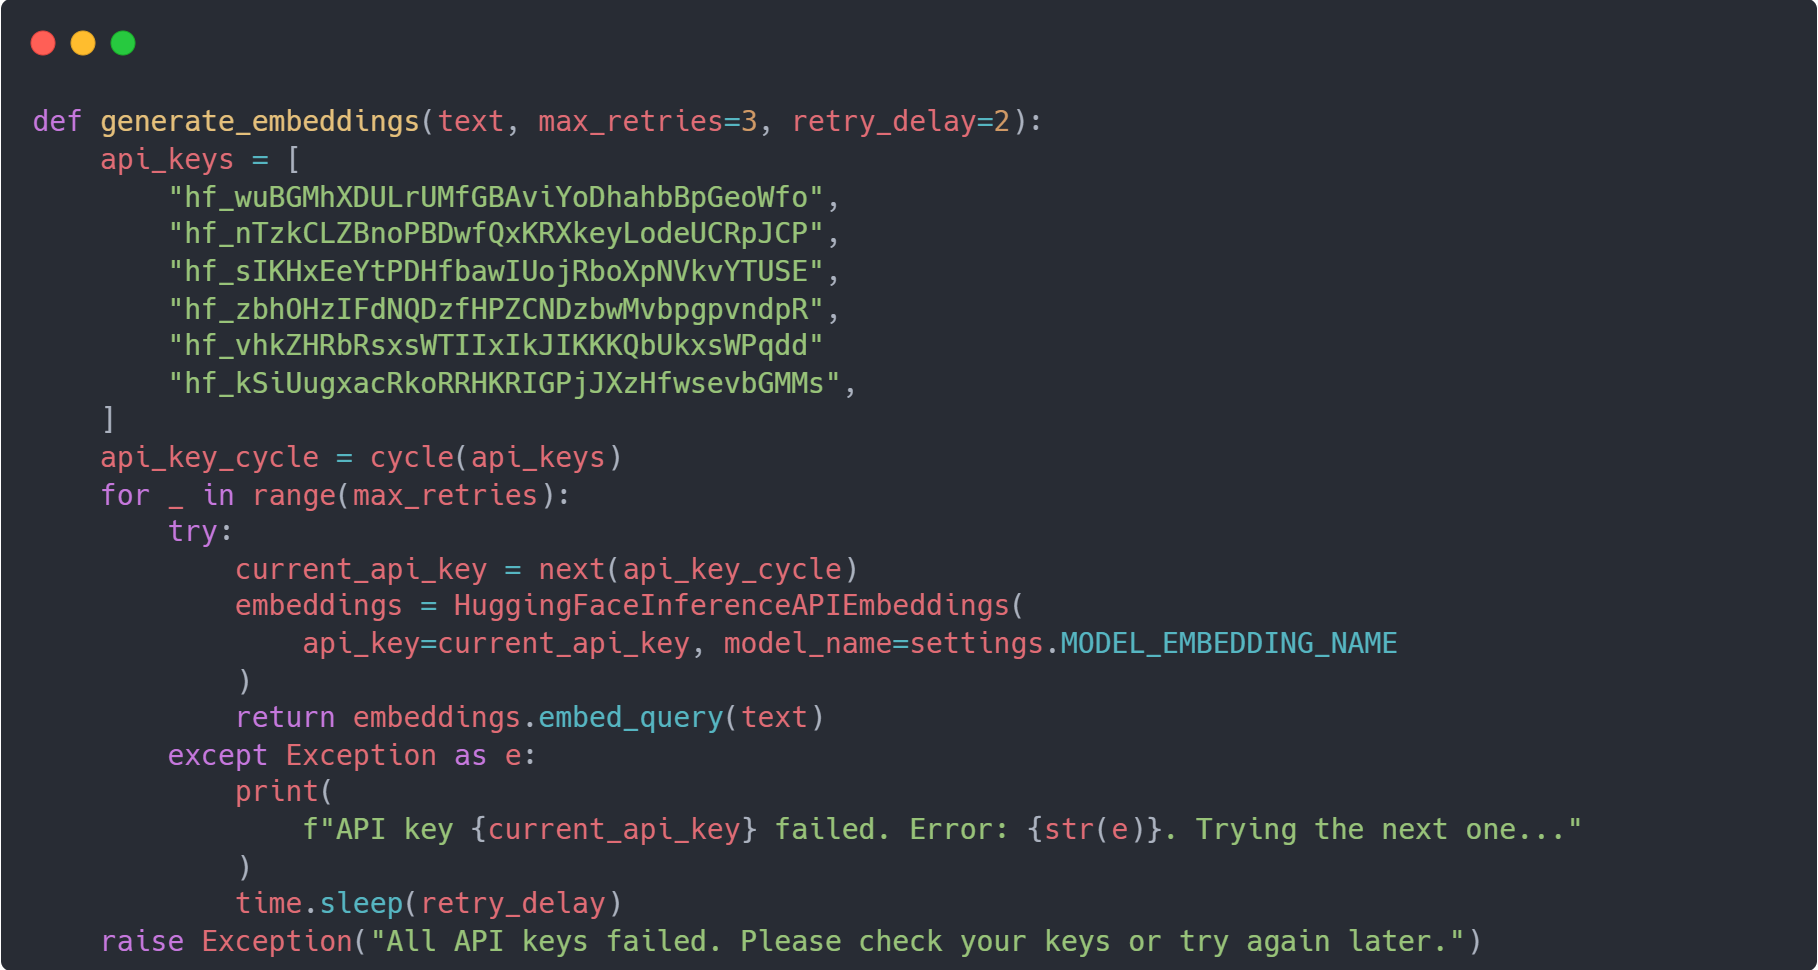 def generate_embeddings(text, max_retries=3, retry_delay=2):
    api_keys = [
        "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",
        "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",
        "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",
        "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",
        "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"
        "hf_kSiUugxacRkoRRHKRIGPjJXzHfwsevbGMMs",
    ]
    api_key_cycle = cycle(api_keys)
    for _ in range(max_retries):
        try:
            current_api_key = next(api_key_cycle)
            embeddings = HuggingFaceInferenceAPIEmbeddings(
                api_key=current_api_key, model_name=settings.MODEL_EMBEDDING_NAME
            )
            return embeddings.embed_query(text)
        except Exception as e:
            print(
                f"API key {current_api_key} failed. Error: {str(e)}. Trying the next one..."
            )
            time.sleep(retry_delay)
    raise Exception("All API keys failed. Please check your keys or try again later.")